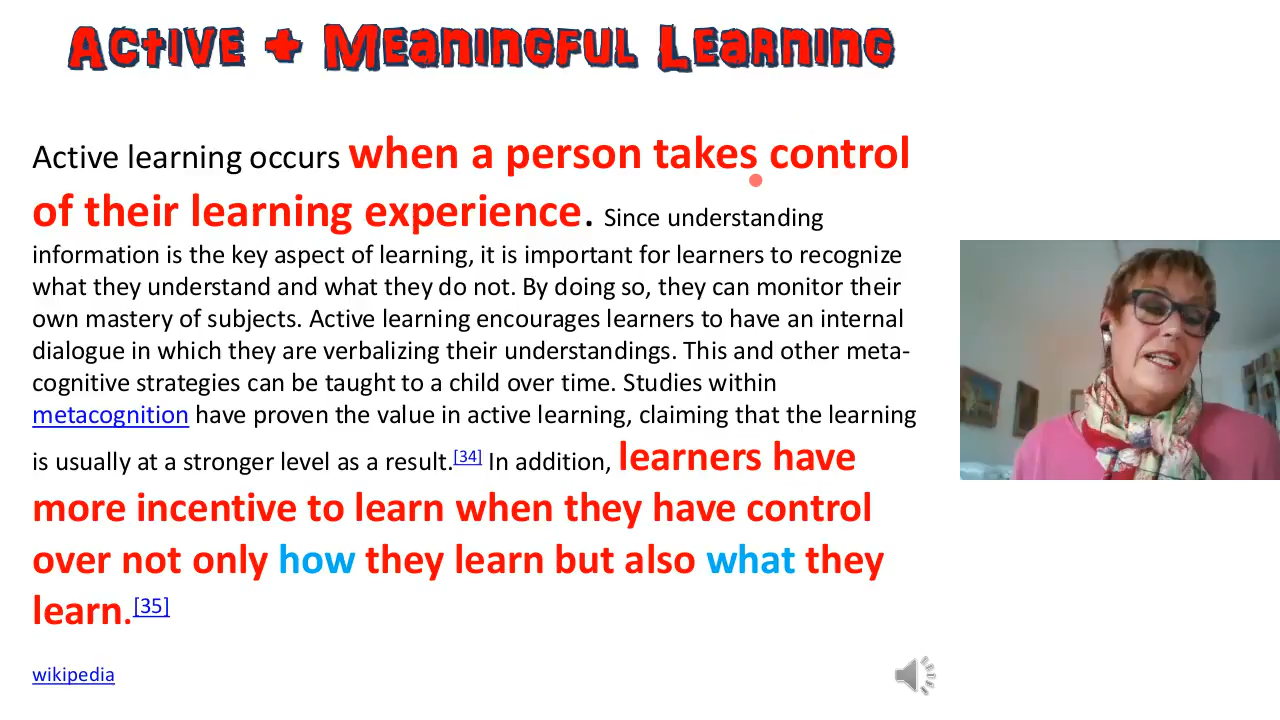 Active + Meaningful Learning
Active learning occurs when a person takes control
of their learning experience. Since understanding
information is the key aspect of learning, it is important for learners to recognize
what they understand and what they do not. By doing so, they can monitor their
own mastery of subjects. Active learning encourages learners to have an internal
dialogue in which they are verbalizing their understandings. This and other meta-
cognitive strategies can be taught to a child over time. Studies within
metacognition have proven the value in active learning, claiming that the learning
is usually at a stronger level as a result.[34] In addition, learners have
more incentive to learn when they have control
over not only how they learn but also what they
learn.[35]
wikipedia